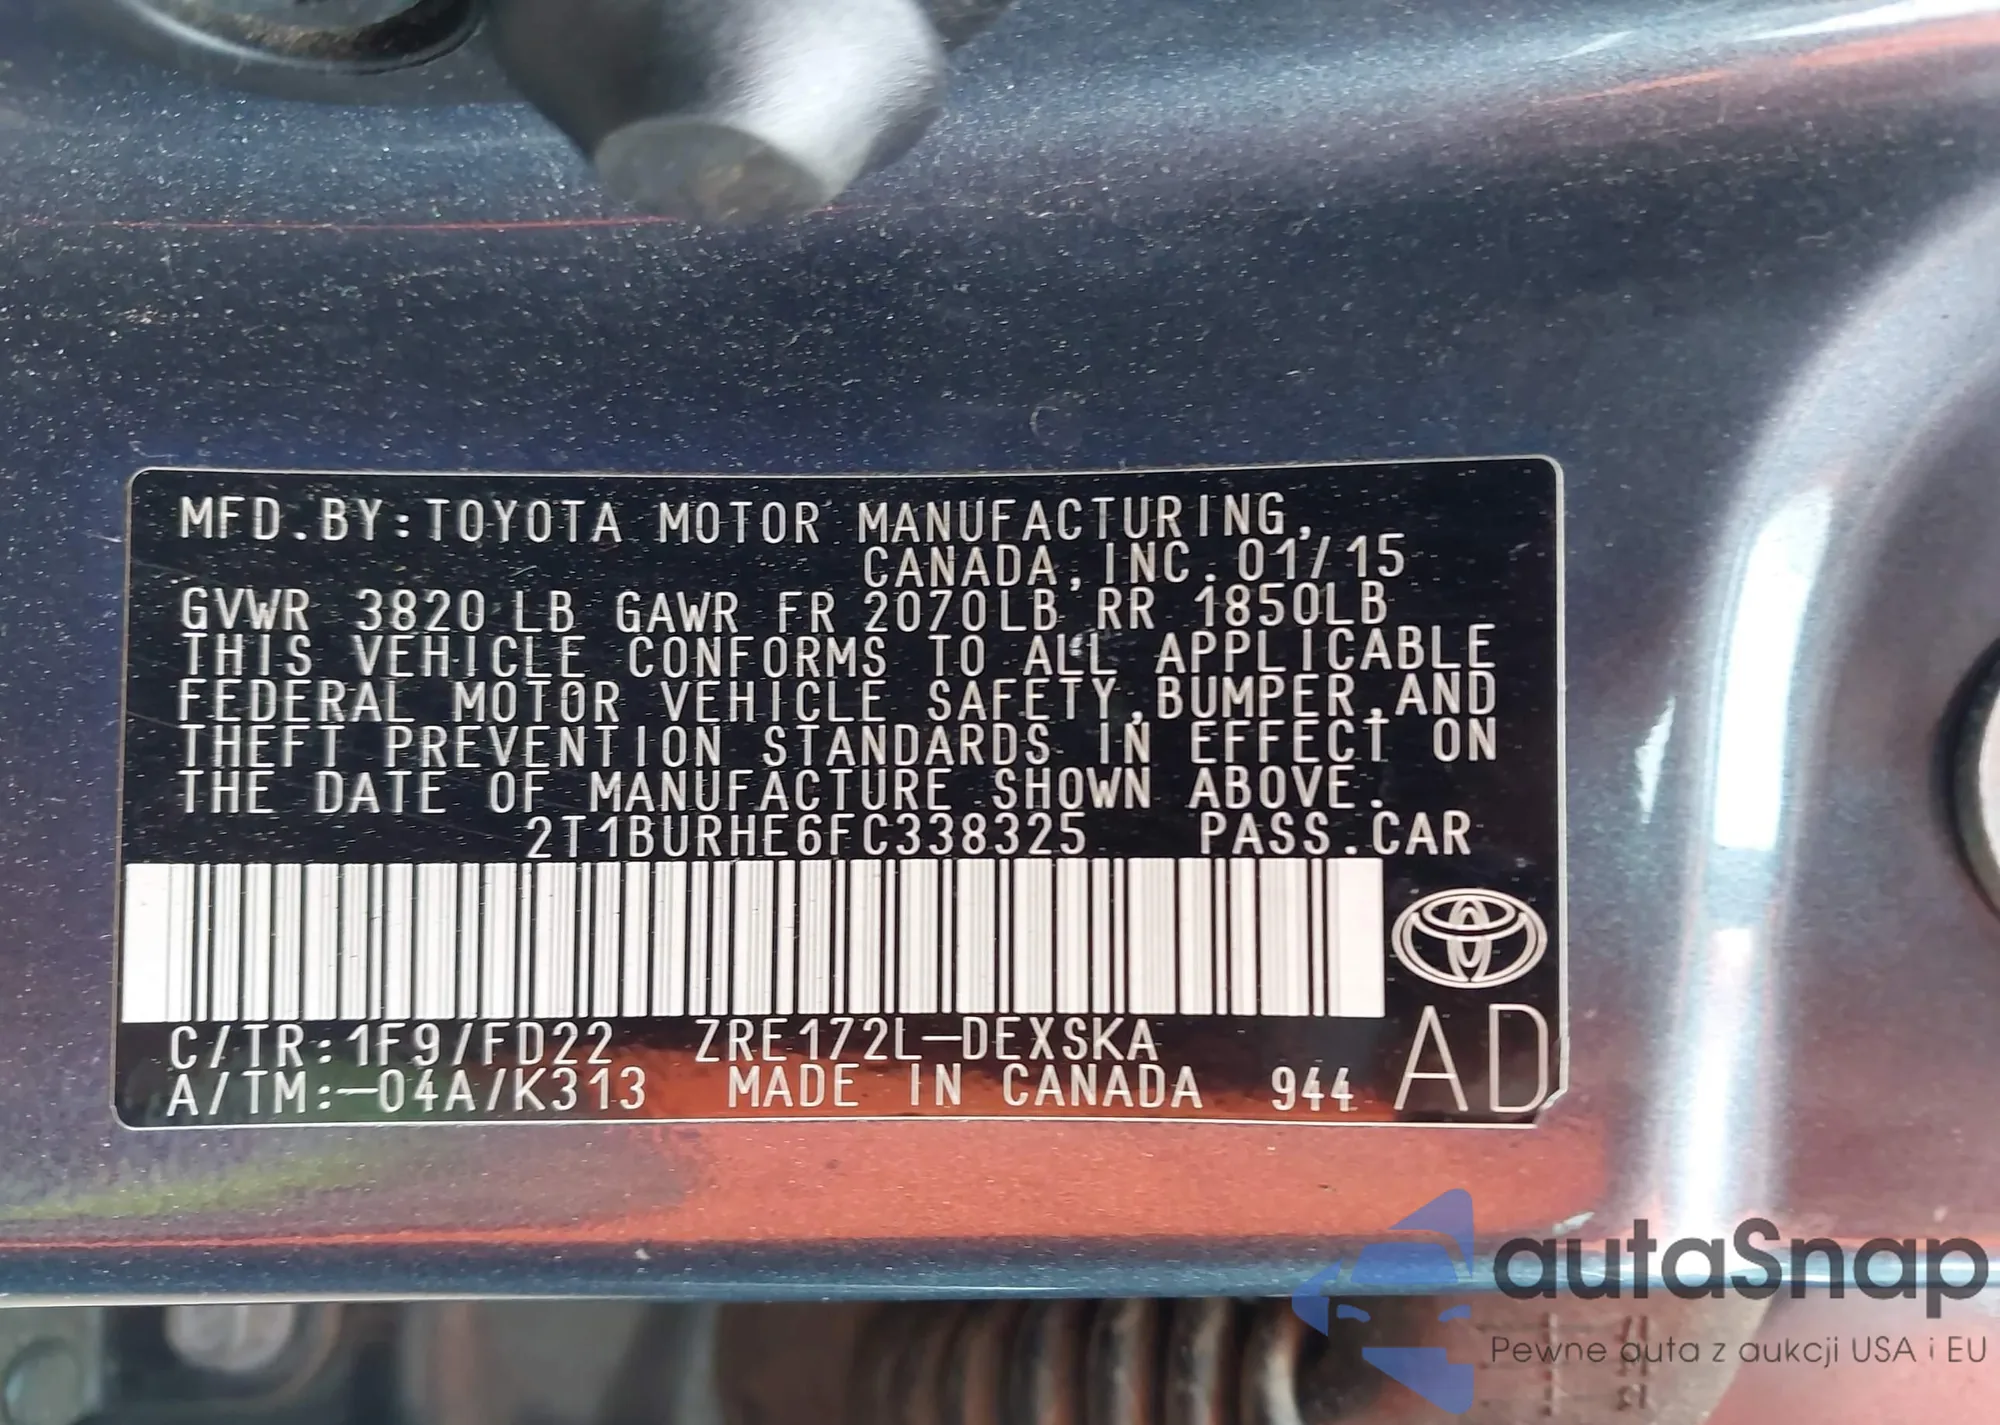 MFD.BY:TOYOTA MOTOR MANUFACTURING,
CANADA,INC.01/15
GVWR 3820 LB GAWR FR 2070LB RR 1850LB
THIS VEHICLE CONFORMS TO ALL APPLICABLE
FEDERAL MOTOR VEHICLE SAFETY,BUMPER,AND
THEFT PREVENTION STANDARDS IN EFFECT ON
THE DATE OF MANUFACTURE SHOWN ABOVE.
2T1BURHE6FC338325 PASS.CAR
C/TR:1F9/FD22 ZRE172L-DEXSKA
A/TM:-04A/K313 MADE IN CANADA 944 AD
autaSnap
Pewne auta z aukcji USA i EU